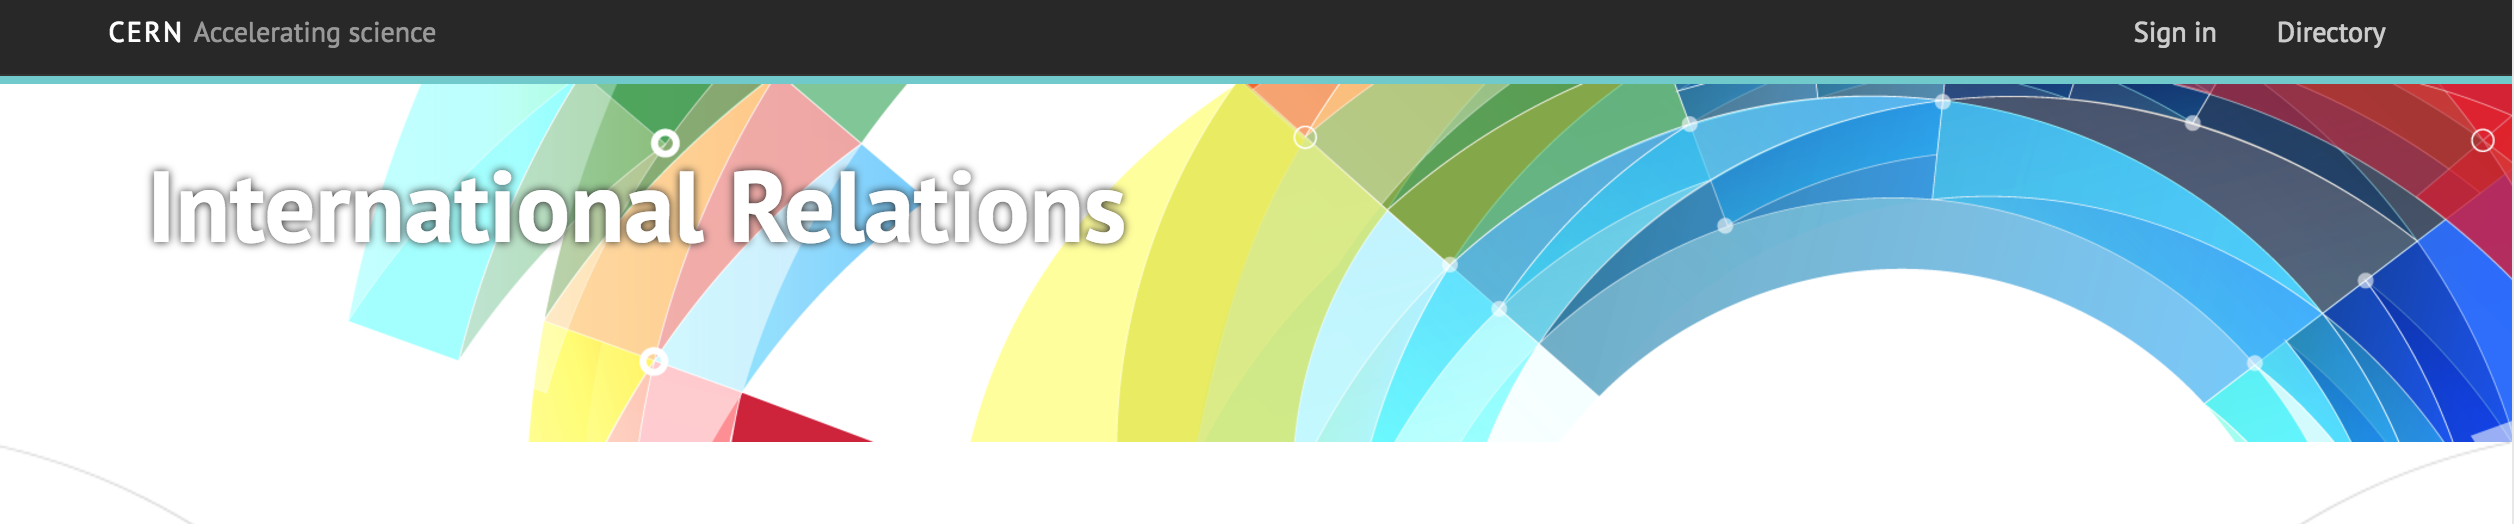 CERN Accelerating science
Sign in
Directory
International Relations